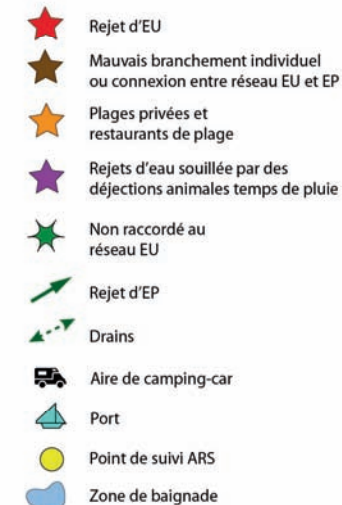 Rejet d'EU
Mauvais branchement individuel
ou connexion entre réseau EU et EP
Plages privées et
restaurants de plage
Rejets d'eau souillée par des
déjections animales temps de pluie
Non raccordé au
réseau EU
Rejet d'EP
Drains
Aire de camping-car
Port
Point de suivi ARS
Zone de baignade